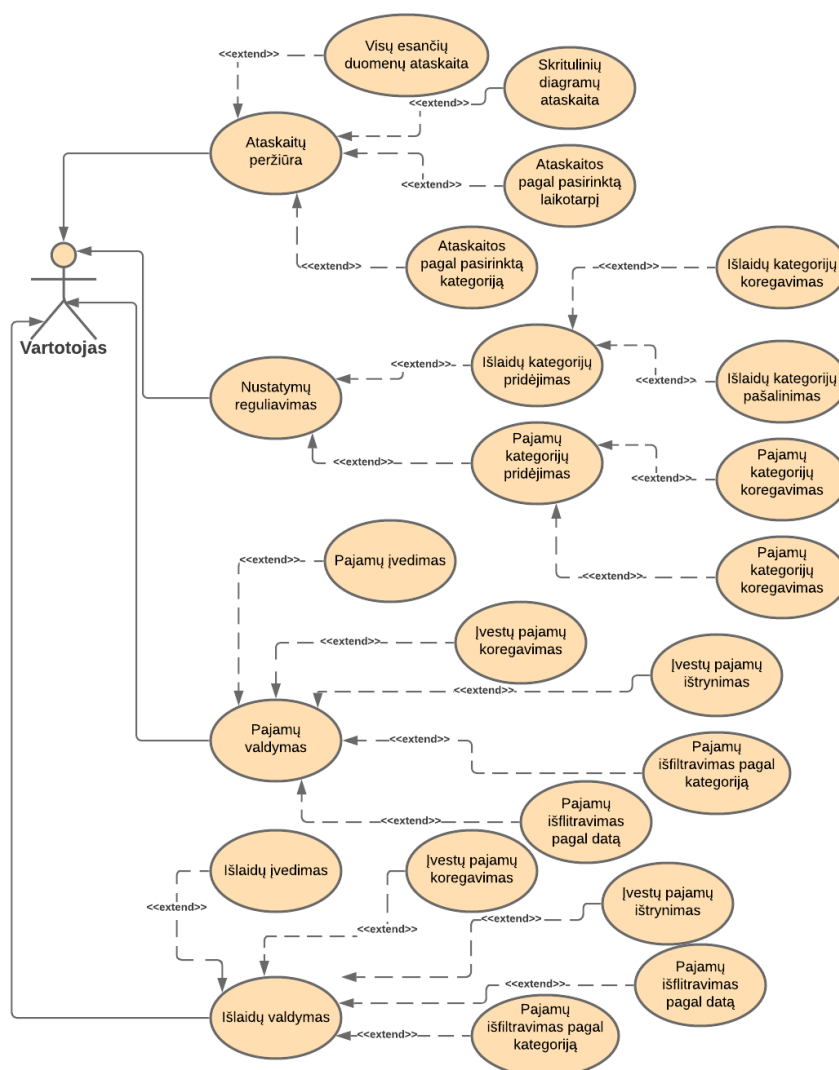 Visų esančių
duomenų ataskaita
<<extend>>
Skritulinių
diagramų
ataskaita
<<extend>>
Ataskaitų
peržiūra
Ataskaitos
pagal pasirinktą
laikotarpį
<<extend>>
Ataskaitos
pagal pasirinktą
kategoriją
<<extend>>
Išlaidų kategorijų
koregavimas
<<extend>>
Vartotojas
Išlaidų kategorijų
pridėjimas
<<extend>>
Nustatymų
reguliavimas
<<extend>>
Išlaidų kategorijų
pašalinimas
Pajamų
kategorijų
pridėjimas
<<extend>>
Pajamų
kategorijų
koregavimas
<<extend>>
Pajamų įvedimas
<<extend>>
Pajamų
kategorijų
koregavimas
<<extend>>
Įvestų pajamų
koregavimas
<<extend>>
Įvestų pajamų
ištrynimas
<<extend>>
Pajamų
valdymas
<<extend>>
Pajamų
išfiltravimas pagal
kategoriją
Pajamų
išflitravimas
pagal datą
<<extend>>
Išlaidų įvedimas
<<extend>>
Įvestų pajamų
koregavimas
<<extend>>
Įvestų pajamų
ištrynimas
<<extend>>
Pajamų
išflitravimas
pagal datą
<<extend>>
Išlaidų valdymas
<<extend>>
Pajamų
išfiltravimas pagal
kategoriją